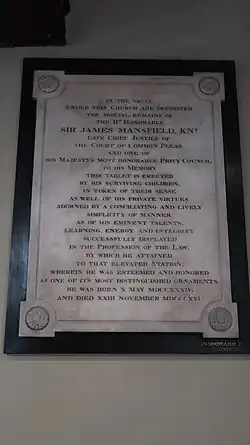 IN THE VAULT
UNDER THIS CHURCH ARE DEPOSITED
THE MORTAL REMAINS OF
THE RT HONORABLE
SIR JAMES MANSFIELD, KNT
LATE CHIEF JUSTICE OF
THE COURT OF COMMON PLEAS
AND ONE OF
HIS MAJESTY'S MOST HONORABLE PRIVY COUNCIL,
TO HIS MEMORY
THIS TABLET IS ERECTED
BY HIS SURVIVING CHILDREN,
IN TOKEN OF THEIR SENSE
AS WELL OF HIS PRIVATE VIRTUES
ADORNED BY A CONCILIATING AND LIVELY
SIMPLICITY OF MANNER
AS OF HIS EMINENT TALENTS,
LEARNING, ENERGY AND INTEGRITY
SUCCESSFULLY DISPLAYED
IN THE PROFESSION OF THE LAW,
BY WHICH HE ATTAINED
TO THAT ELEVATED STATION:
WHEREIN HE WAS ESTEEMED AND HONORED
AS ONE OF ITS MOST DISTINGUISHED ORNAMENTS.
HE WAS BORN X MAY MDCCXXXIV,
AND DIED XXIII NOVEMBER MDCCCXXI